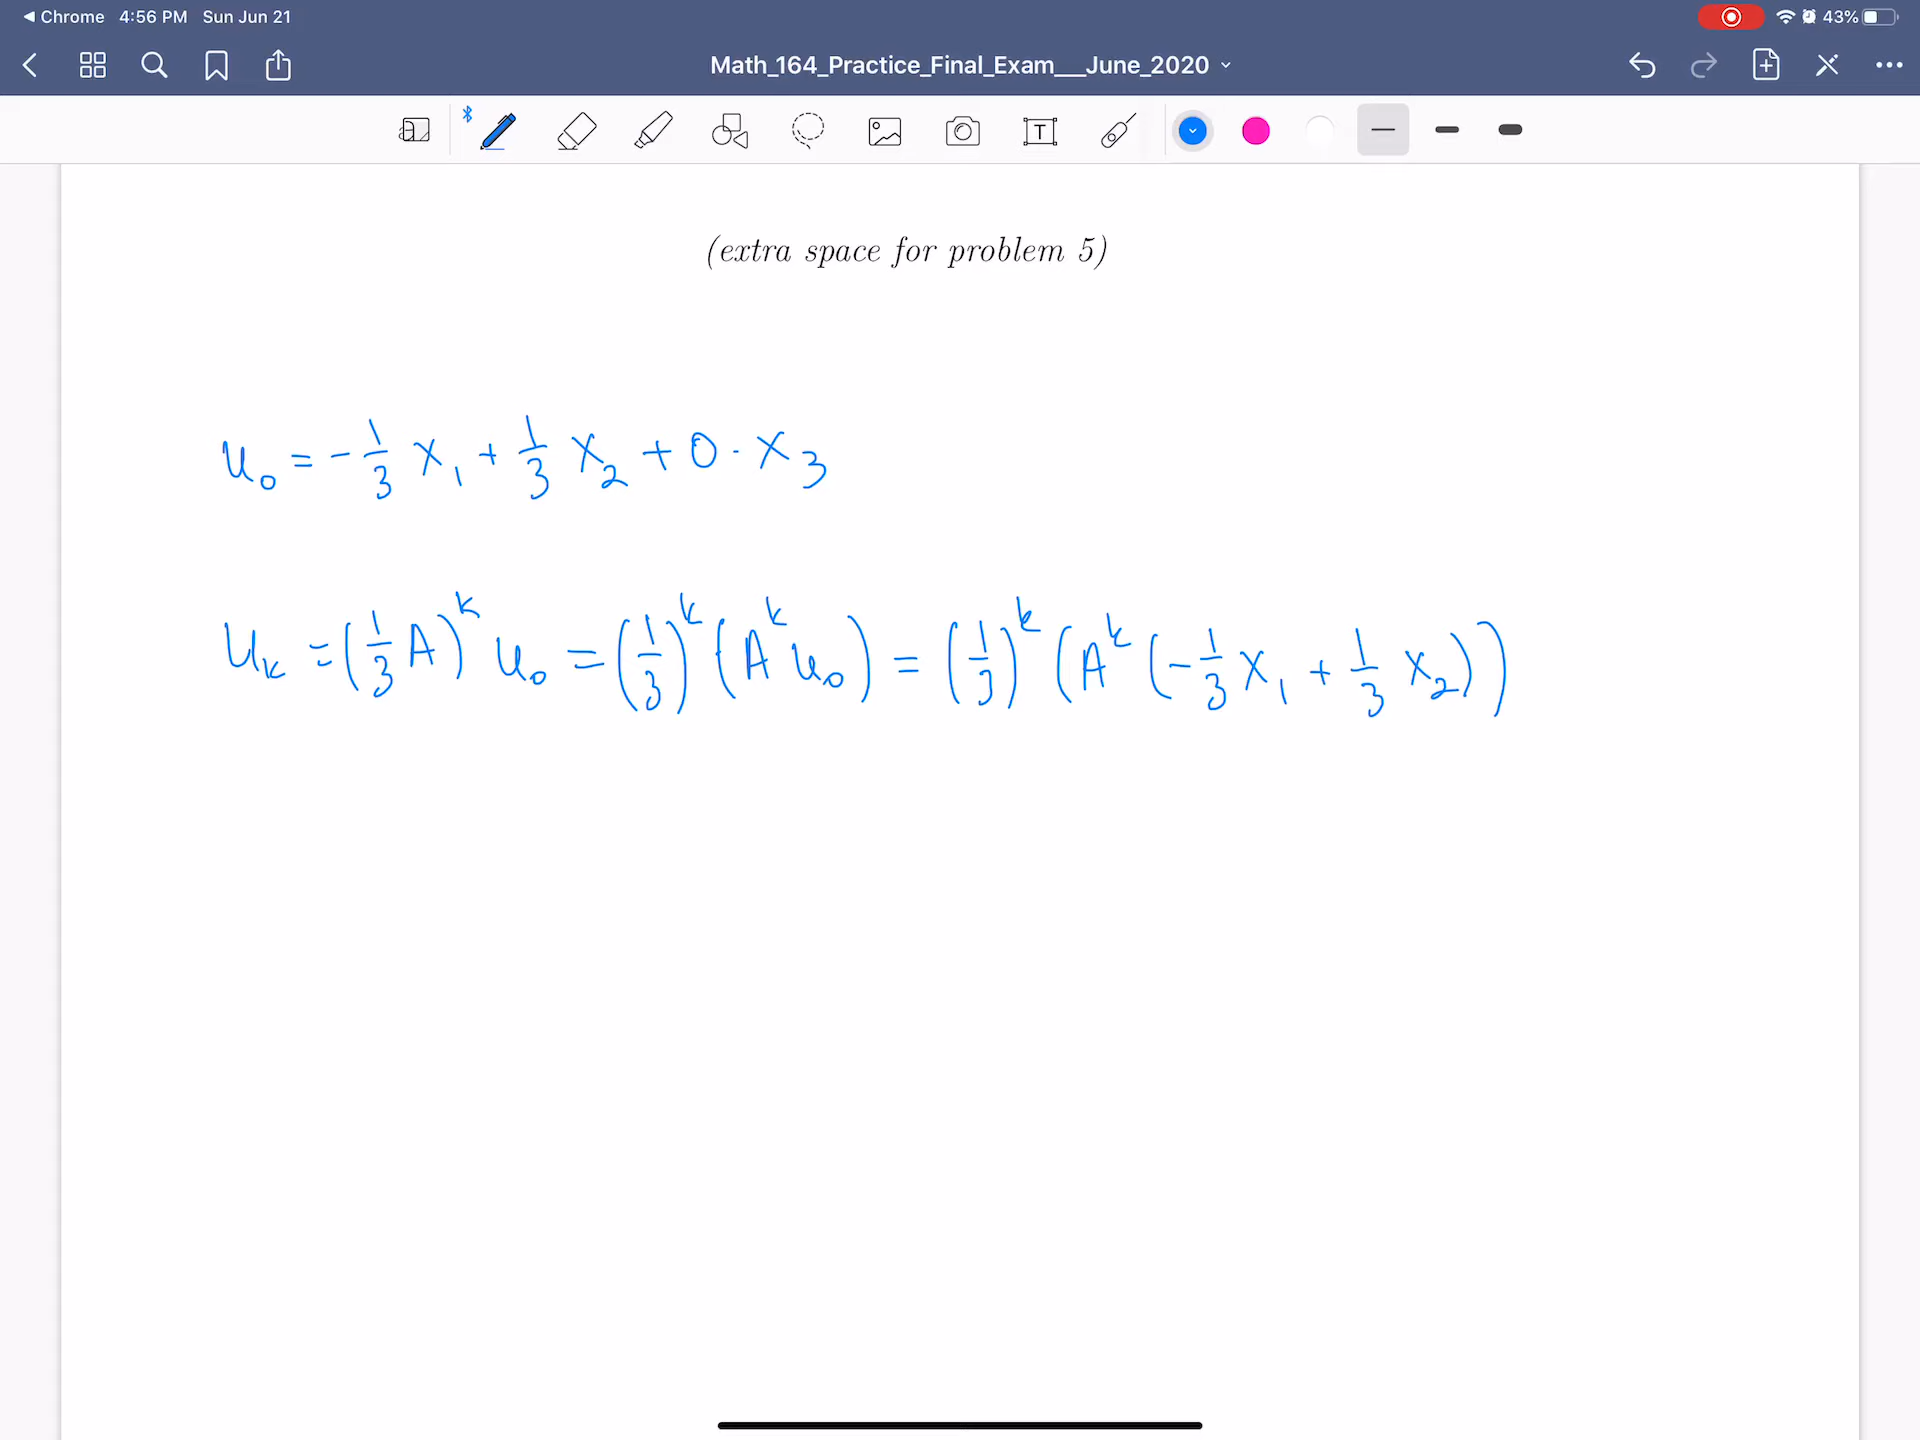 Chrome 4:56 PM Sun Jun 21 43%
Math_164_Practice_Final_Exam___June_2020
a T
(extra space for problem 5)
u₀ = -1/3 x₁ + 1/3 x₂ + 0 · x₃
u_k = (1/3 A)^k u₀ = (1/3)^k (A^k u₀) = (1/3)^k (A^k (-1/3 x₁ + 1/3 x₂))